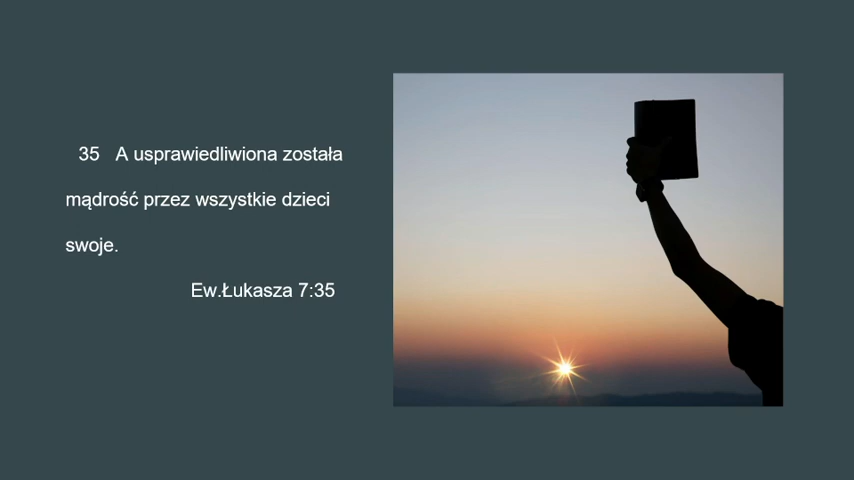 35 A usprawiedliwiona została
mądrość przez wszystkie dzieci
swoje.
Ew.Łukasza 7:35